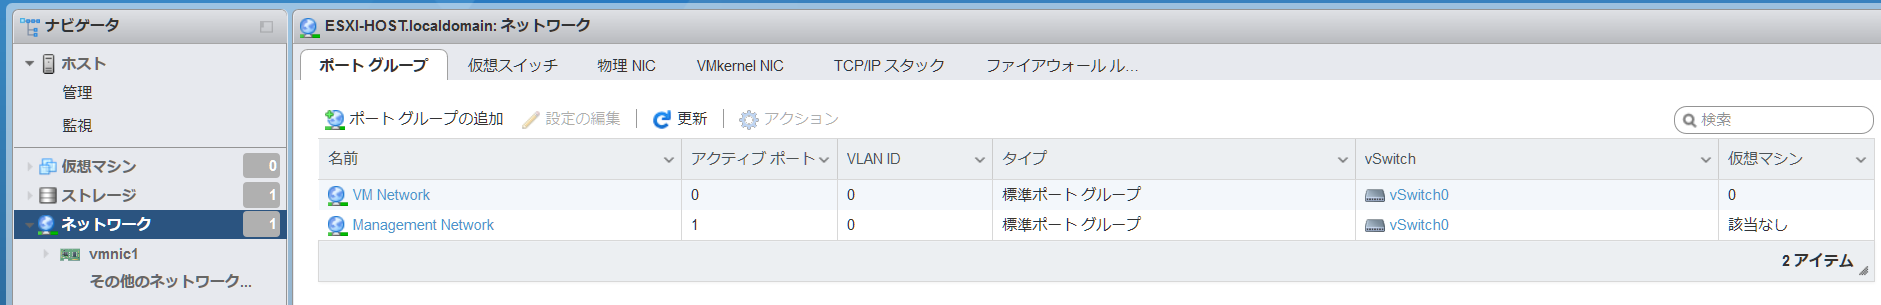 ナビゲータ
ホスト
管理
監視
仮想マシン 0
ストレージ 1
ネットワーク 1
vmnic1
その他のネットワーク...
ESXI-HOST.localdomain: ネットワーク
ポート グループ 仮想スイッチ 物理 NIC VMkernel NIC TCP/IP スタック ファイアウォール ル...
ポート グループの追加 設定の編集 更新 アクション 検索
名前 アクティブ ポート VLAN ID タイプ vSwitch 仮想マシン
VM Network 0 0 標準ポート グループ vSwitch0 0
Management Network 1 0 標準ポート グループ vSwitch0 該当なし
2 アイテム